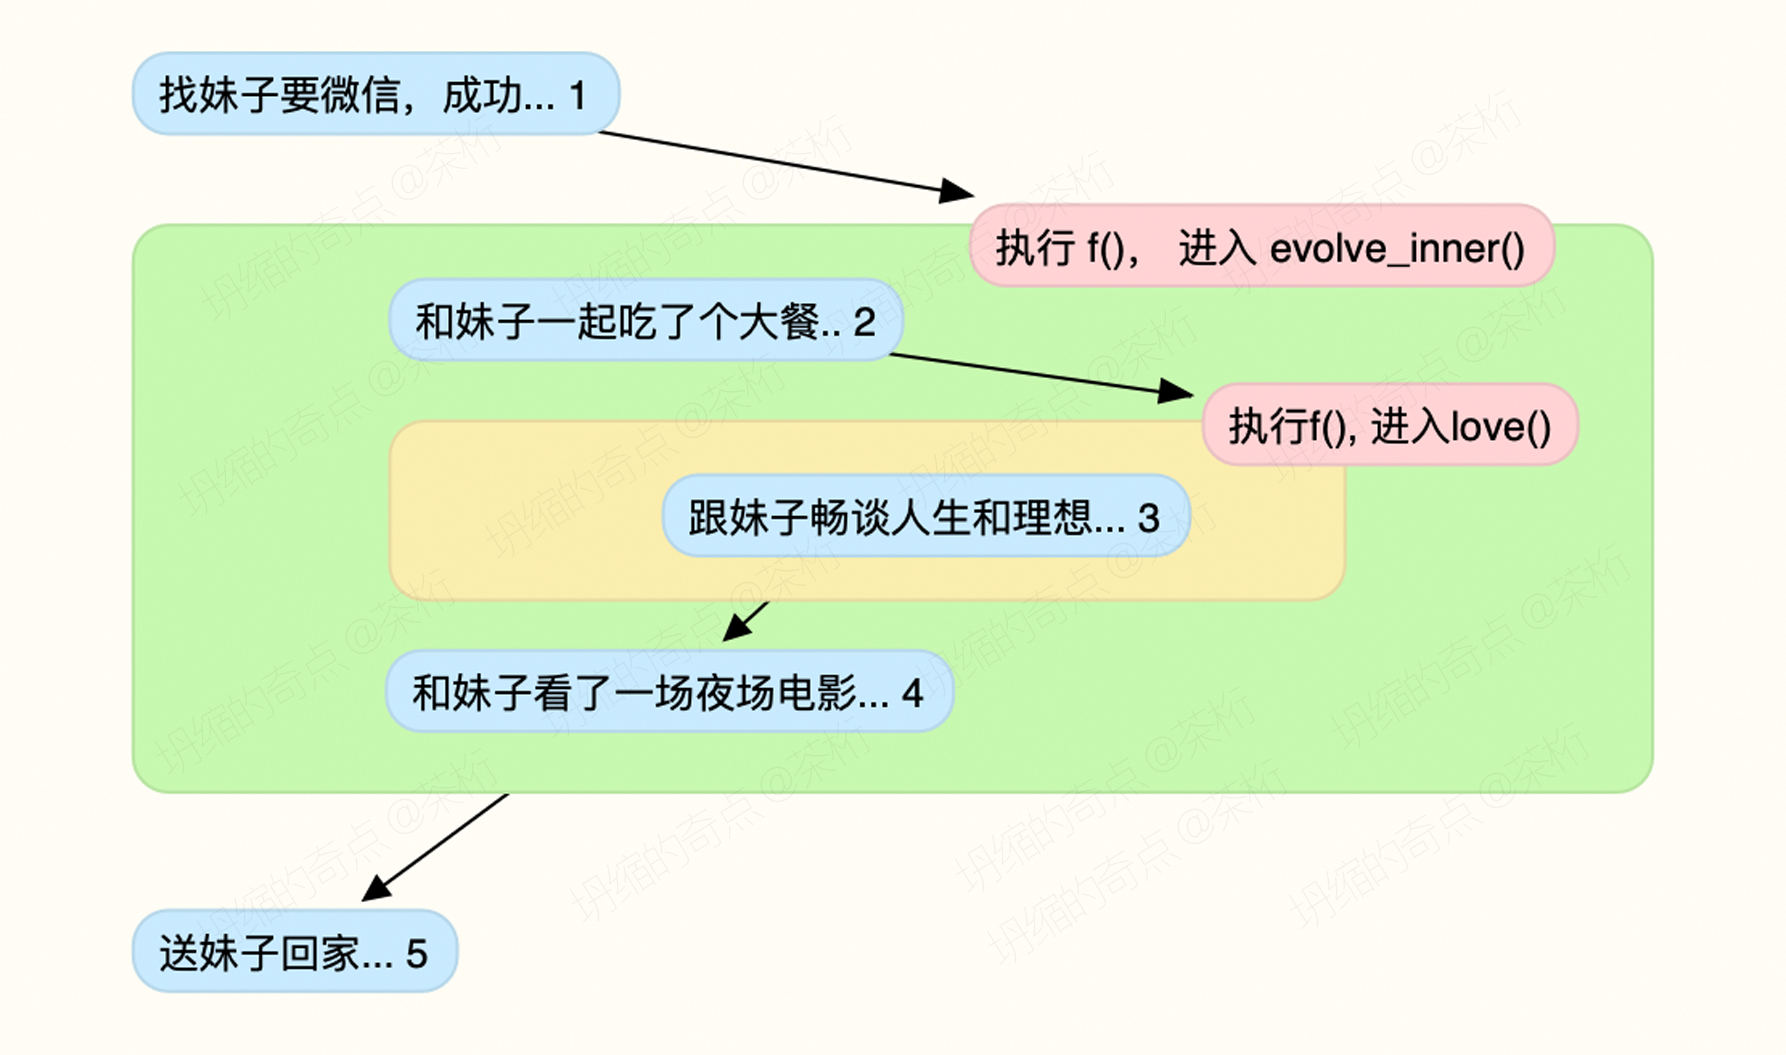 找妹子要微信，成功... 1
执行 f()， 进入 evolve_inner()
和妹子一起吃了个大餐.. 2
执行f(), 进入love()
跟妹子畅谈人生和理想... 3
和妹子看了一场夜场电影... 4
送妹子回家... 5
坍缩的奇点 @茶桁